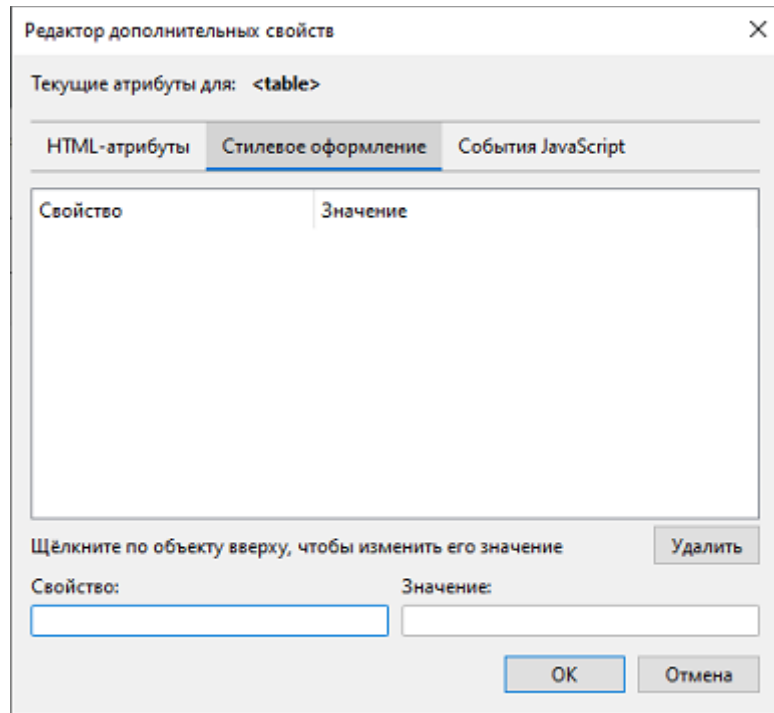 Редактор дополнительных свойств
Текущие атрибуты для: <table>
HTML-атрибуты Стилевое оформление События JavaScript
Свойство Значение
Щёлкните по объекту вверху, чтобы изменить его значение Удалить
Свойство: Значение:
OK Отмена